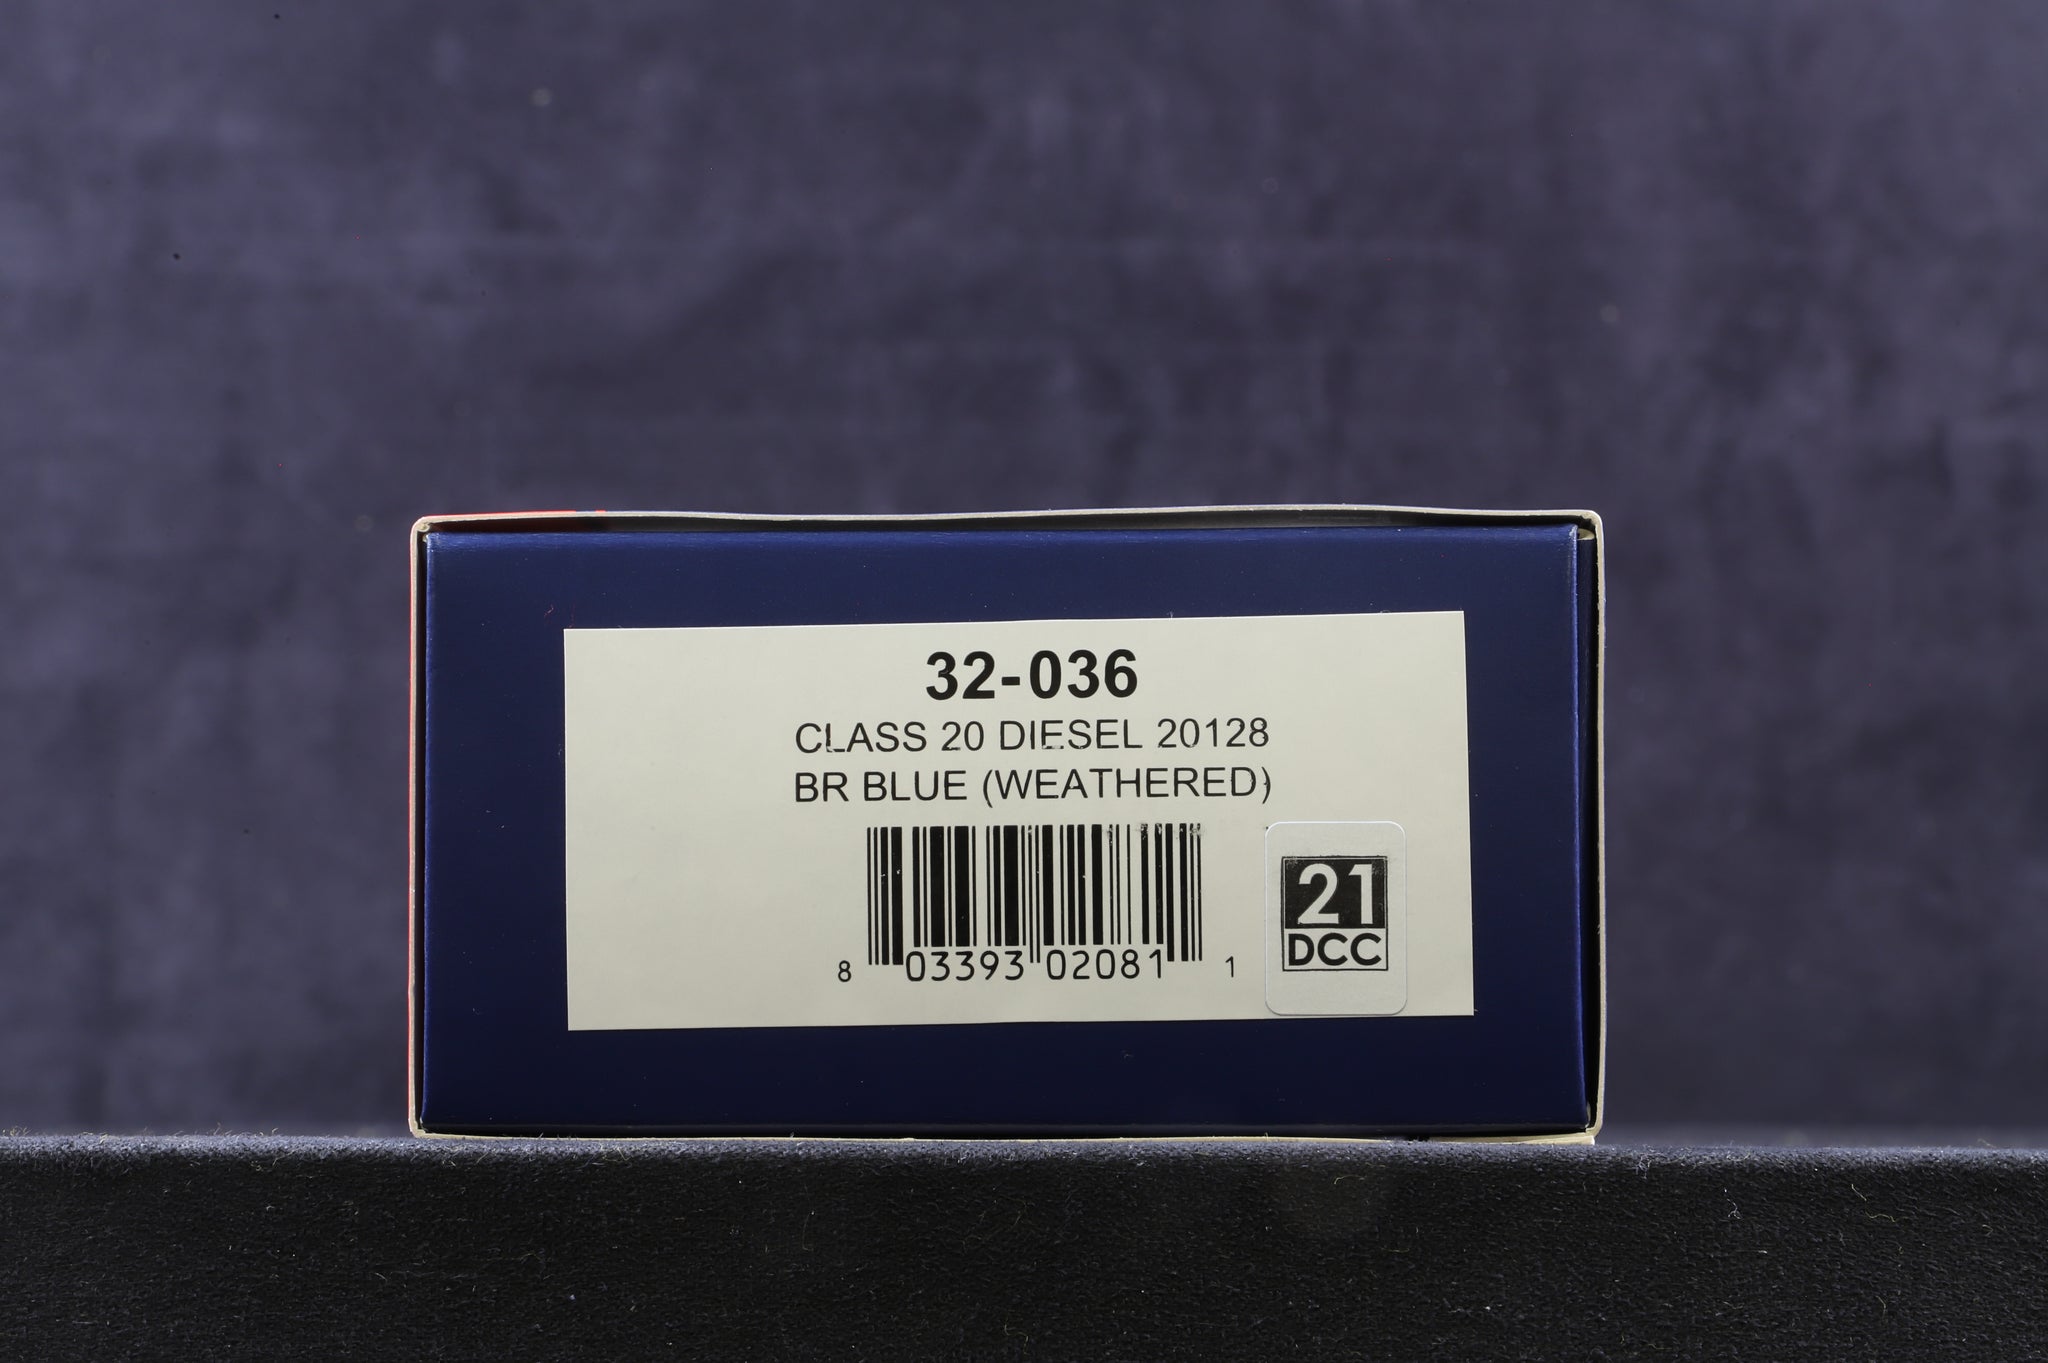 32-036
CLASS 20 DIESEL 20128
BR BLUE (WEATHERED)
8 03393 02081 1
21
DCC